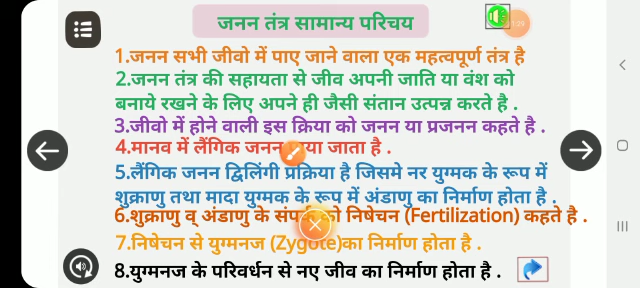 जनन तंत्र सामान्य परिचय
1.जनन सभी जीवो में पाए जाने वाला एक महत्वपूर्ण तंत्र है
2.जनन तंत्र की सहायता से जीव अपनी जाति या वंश को
बनाये रखने के लिए अपने ही जैसी संतान उत्पन्न करते है .
3.जीवो में होने वाली इस क्रिया को जनन या प्रजनन कहते है .
4.मानव में लैंगिक जनन या जाता है .
5.लैंगिक जनन द्विलिंगी प्रक्रिया है जिसमे नर युग्मक के रूप में
शुक्राणु तथा मादा युग्मक के रूप में अंडाणु का निर्माण होता है .
6.शुक्राणु व् अंडाणु के को निषेचन (Fertilization) कहते है .
7.निषेचन से युग्मनज (Zygote)का निर्माण होता है .
8.युग्मनज के परिवर्धन से नए जीव का निर्माण होता है .